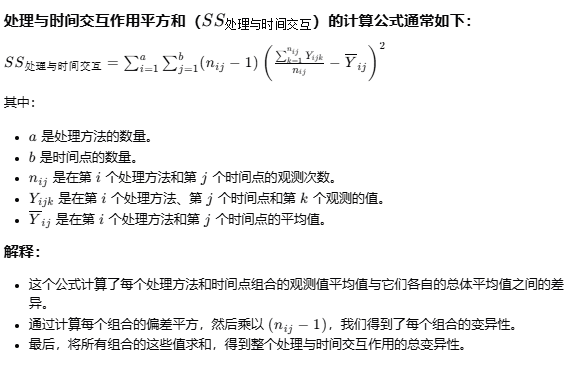 处理与时间交互作用平方和（$SS_{处理与时间交互}$）的计算公式通常如下：
$SS_{处理与时间交互} = \sum_{i=1}^{a} \sum_{j=1}^{b} (n_{ij} - 1) \left( \frac{\sum_{k=1}^{n_{ij}} Y_{ijk}}{n_{ij}} - \overline{Y}_{ij} \right)^2$
其中：
• $a$ 是处理方法的数量。
• $b$ 是时间点的数量。
• $n_{ij}$ 是在第 $i$ 个处理方法和第 $j$ 个时间点的观测次数。
• $Y_{ijk}$ 是在第 $i$ 个处理方法、第 $j$ 个时间点和第 $k$ 个观测的值。
• $\overline{Y}_{ij}$ 是在第 $i$ 个处理方法和第 $j$ 个时间点的平均值。
解释：
• 这个公式计算了每个处理方法和时间点组合的观测值平均值与它们各自的总体平均值之间的差
异。
• 通过计算每个组合的偏差平方，然后乘以 $(n_{ij} - 1)$，我们得到了每个组合的变异性。
• 最后，将所有组合的这些值求和，得到整个处理与时间交互作用的总变异性。